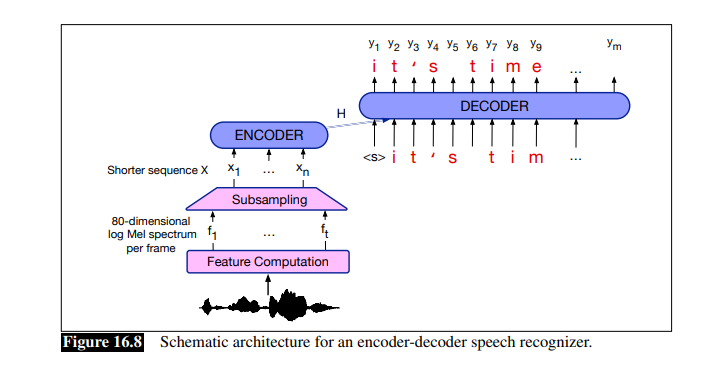 y1 y2 y3 y4 y5 y6 y7 y8 y9 ym
i t ‘ s t i m e ...
DECODER
H
ENCODER
<s> i t ‘ s t i m ...
Shorter sequence X x1 ... xn
Subsampling
80-dimensional
log Mel spectrum
per frame
f1 ... ft
Feature Computation
Figure 16.8 Schematic architecture for an encoder-decoder speech recognizer.